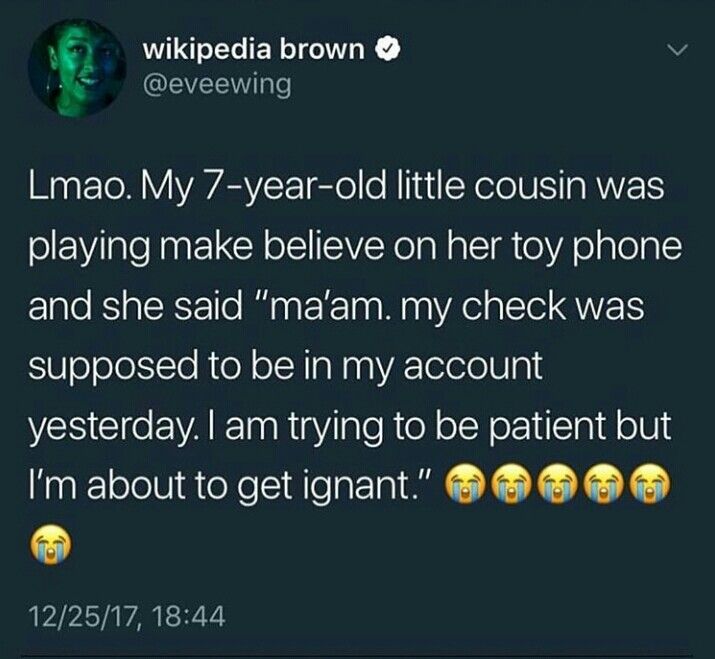 wikipedia brown
@eveewing
Lmao. My 7-year-old little cousin was
playing make believe on her toy phone
and she said "ma'am. my check was
supposed to be in my account
yesterday. I am trying to be patient but
I'm about to get ignant." 😭😭😭😭😭
😭
12/25/17, 18:44